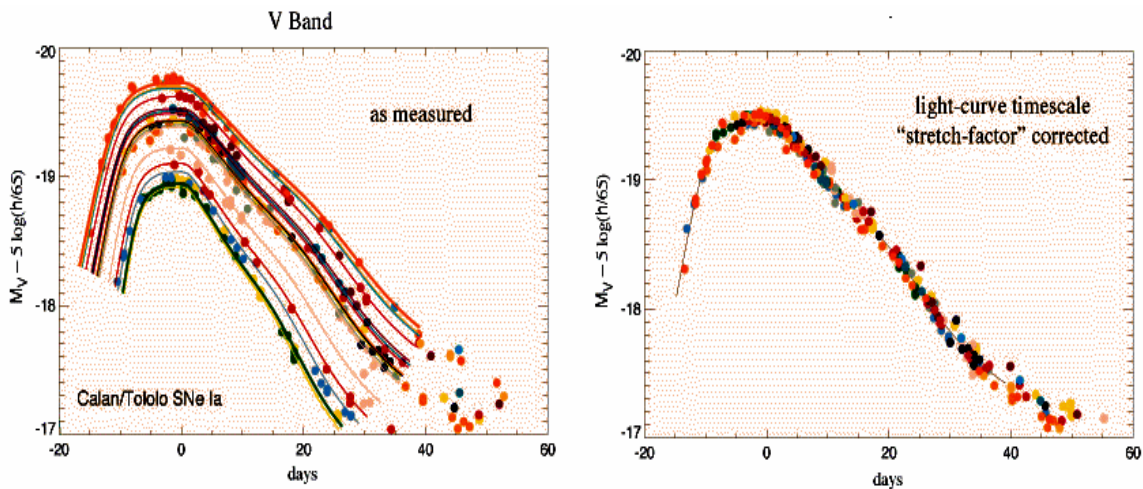 V Band
-20
-19
-18
-17
M_V − 5 log(h/65)
as measured
Calan/Tololo SNe Ia
-20
0
20
40
60
days
-20
-19
-18
-17
M_V − 5 log(h/65)
light-curve timescale
“stretch-factor” corrected
-20
0
20
40
60
days